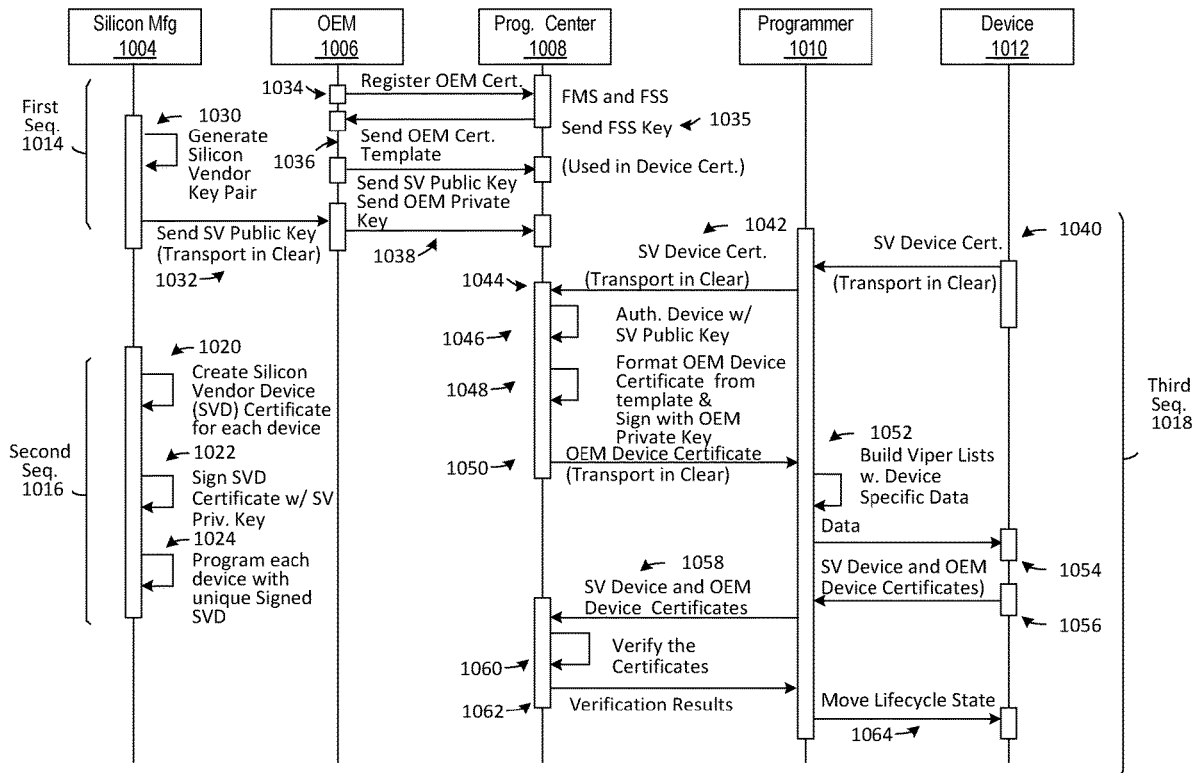 Silicon Mfg
1004
OEM
1006
Prog. Center
1008
Programmer
1010
Device
1012
First
Seq.
1014
1030
Generate
Silicon
Vendor
Key Pair
Send SV Public Key
(Transport in Clear)
1032
1034
Register OEM Cert.
FMS and FSS
Send FSS Key
1035
1036
Send OEM Cert.
Template
(Used in Device Cert.)
Send SV Public Key
Send OEM Private
Key
1038
1040
SV Device Cert.
(Transport in Clear)
1042
SV Device Cert.
(Transport in Clear)
1044
Auth. Device w/
SV Public Key
1046
Format OEM Device
Certificate from
template &
Sign with OEM
Private Key
1048
OEM Device Certificate
(Transport in Clear)
1050
1052
Build Viper Lists
w. Device
Specific Data
Data
1054
SV Device and OEM
Device Certificates)
1056
1058
SV Device and OEM
Device Certificates
1060
Verify the
Certificates
1062
Verification Results
Move Lifecycle State
1064
Third
Seq.
1018
Second
Seq.
1016
1020
Create Silicon
Vendor Device
(SVD) Certificate
for each device
1022
Sign SVD
Certificate w/ SV
Priv. Key
1024
Program each
device with
unique Signed
SVD